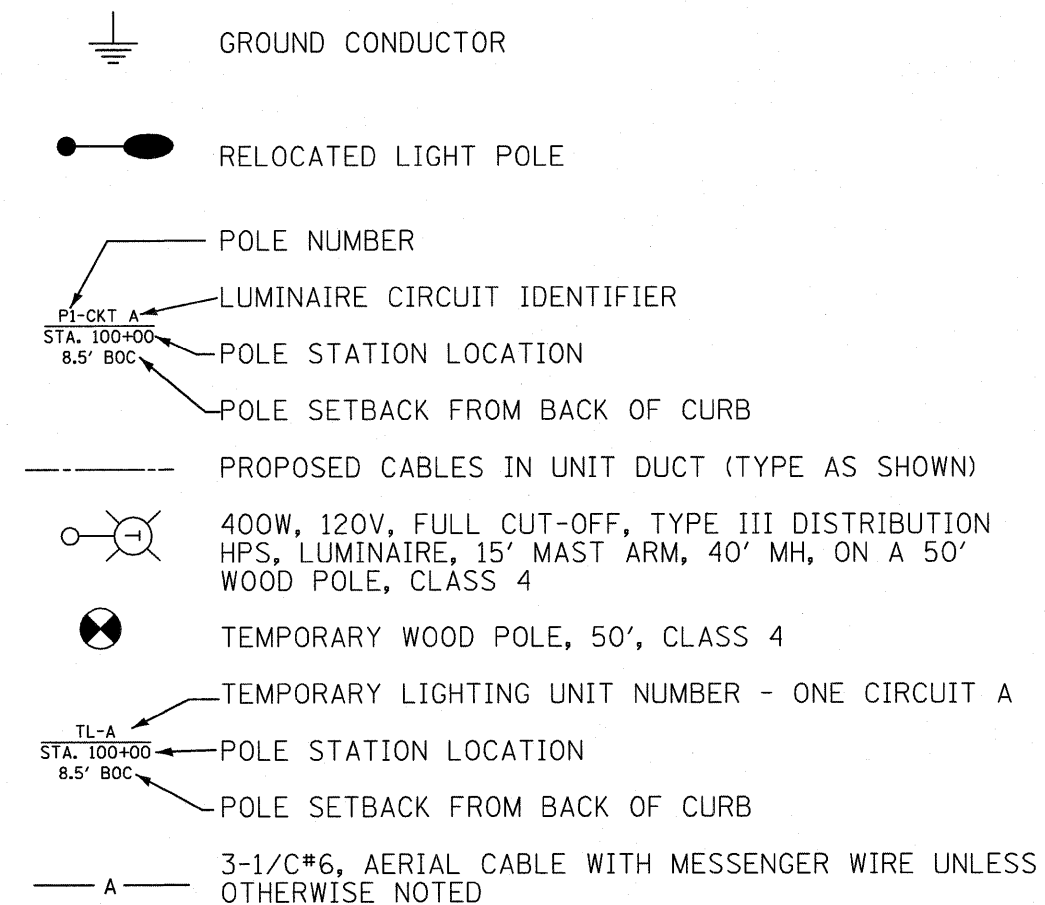 GROUND CONDUCTOR
RELOCATED LIGHT POLE
POLE NUMBER
LUMINAIRE CIRCUIT IDENTIFIER
P1-CKT A
STA. 100+00
8.5' BOC
POLE STATION LOCATION
POLE SETBACK FROM BACK OF CURB
PROPOSED CABLES IN UNIT DUCT (TYPE AS SHOWN)
T
400W, 120V, FULL CUT-OFF, TYPE III DISTRIBUTION
HPS, LUMINAIRE, 15' MAST ARM, 40' MH, ON A 50'
WOOD POLE, CLASS 4
TEMPORARY WOOD POLE, 50', CLASS 4
TEMPORARY LIGHTING UNIT NUMBER - ONE CIRCUIT A
TL-A
STA. 100+00
8.5' BOC
POLE STATION LOCATION
POLE SETBACK FROM BACK OF CURB
A
3-1/C#6, AERIAL CABLE WITH MESSENGER WIRE UNLESS
OTHERWISE NOTED